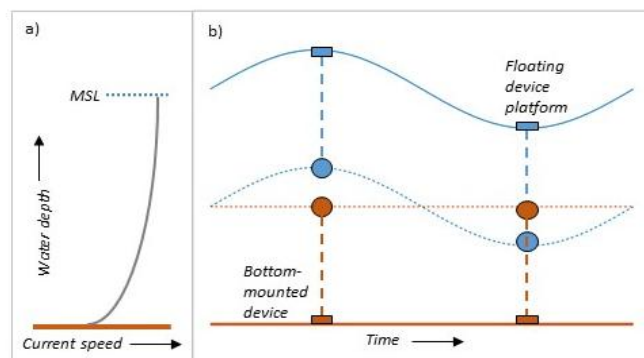 a)
MSL
Water depth
Current speed
b)
Floating
device
platform
Bottom-
mounted
device
Time